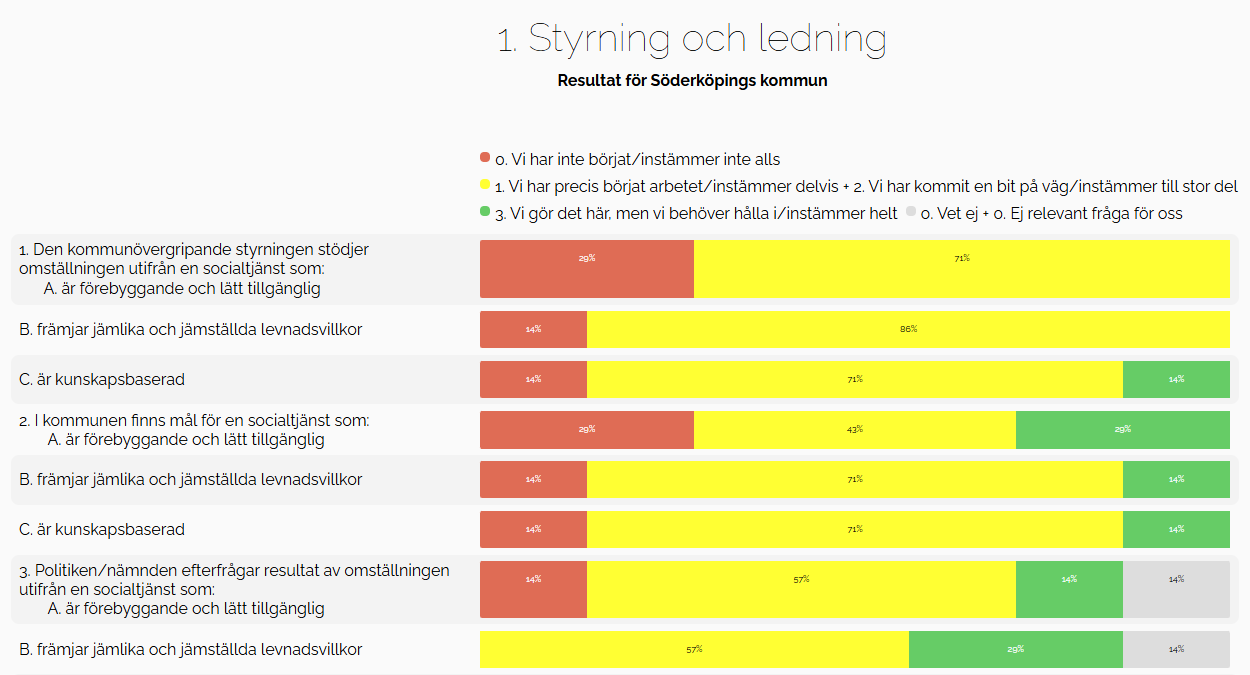 1. Styrning och ledning
Resultat för Söderköpings kommun
0. Vi har inte börjat/instämmer inte alls
1. Vi har precis börjat arbetet/instämmer delvis + 2. Vi har kommit en bit på väg/instämmer till stor del
3. Vi gör det här, men vi behöver hålla i/instämmer helt 0. Vet ej + 0. Ej relevant fråga för oss
1. Den kommunövergripande styrningen stödjer
omställningen utifrån en socialtjänst som:
A. är förebyggande och lätt tillgänglig
29% 71%
B. främjar jämlika och jämställda levnadsvillkor
14% 86%
C. är kunskapsbaserad
14% 71% 14%
2. I kommunen finns mål för en socialtjänst som:
A. är förebyggande och lätt tillgänglig
29% 43% 29%
B. främjar jämlika och jämställda levnadsvillkor
14% 71% 14%
C. är kunskapsbaserad
14% 71% 14%
3. Politiken/nämnden efterfrågar resultat av omställningen
utifrån en socialtjänst som:
A. är förebyggande och lätt tillgänglig
14% 57% 14% 14%
B. främjar jämlika och jämställda levnadsvillkor
57% 29% 14%